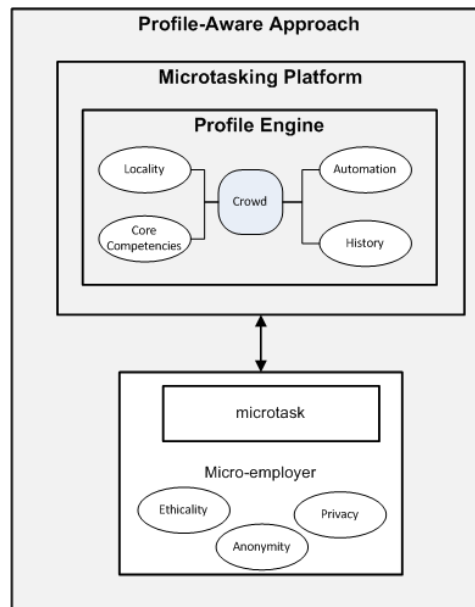 Profile-Aware Approach
Microtasking Platform
Profile Engine
Locality
Automation
Crowd
Core
Competencies
History
microtask
Micro-employer
Ethicality
Privacy
Anonymity